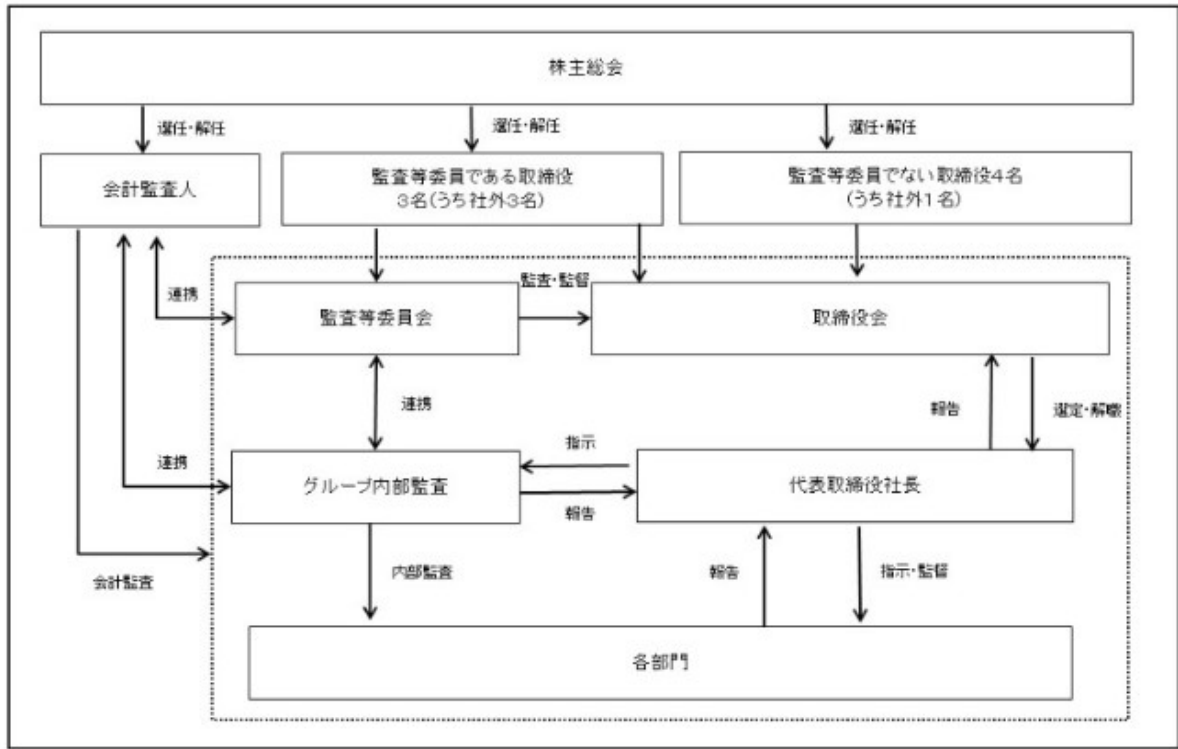 株主総会
選任・解任
選任・解任
選任・解任
会計監査人
監査等委員である取締役
3名(うち社外3名)
監査等委員でない取締役4名
(うち社外1名)
連携
監査等委員会
監査・監督
取締役会
連携
報告
選定・解職
連携
指示
グループ内部監査
報告
代表取締役社長
会計監査
内部監査
報告
指示・監督
各部門